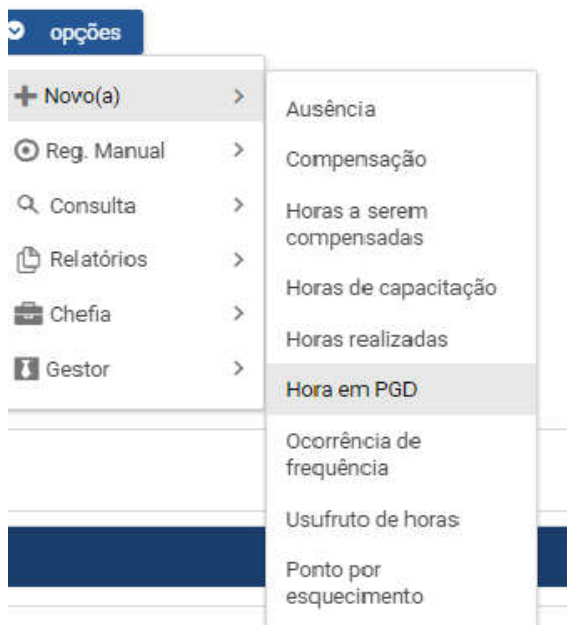 opções
Novo(a)
Reg. Manual
Consulta
Relatórios
Chefia
Gestor
Ausência
Compensação
Horas a serem
compensadas
Horas de capacitação
Horas realizadas
Hora em PGD
Ocorrência de
frequência
Usufruto de horas
Ponto por
esquecimento